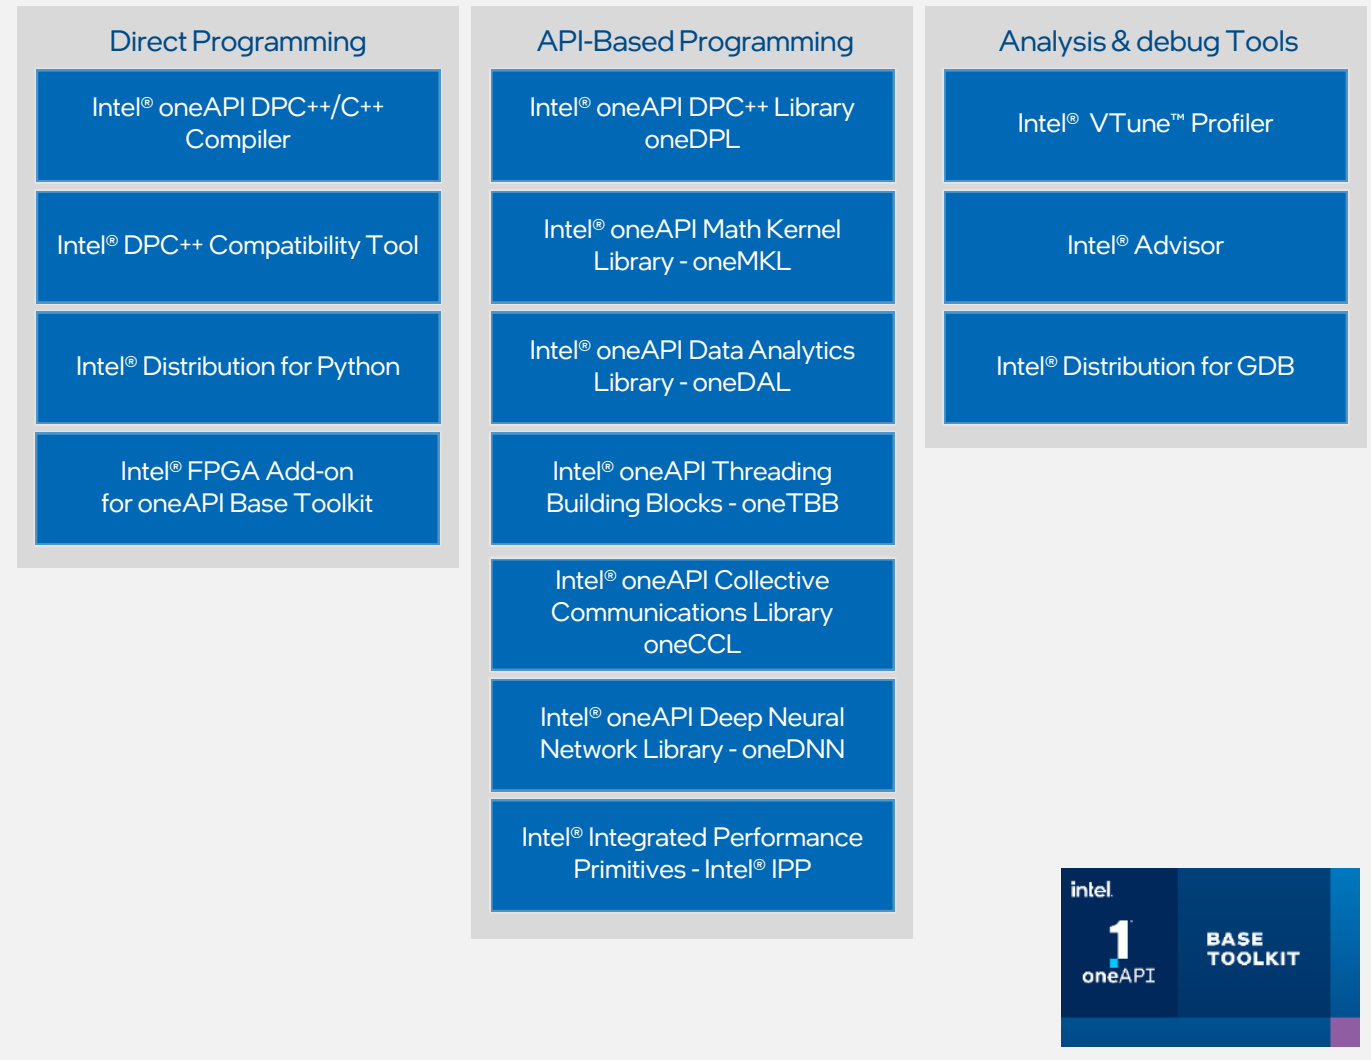 Direct Programming
Intel® oneAPI DPC++/C++
Compiler
Intel® DPC++ Compatibility Tool
Intel® Distribution for Python
Intel® FPGA Add-on
for oneAPI Base Toolkit
API-Based Programming
Intel® oneAPI DPC++ Library
oneDPL
Intel® oneAPI Math Kernel
Library - oneMKL
Intel® oneAPI Data Analytics
Library - oneDAL
Intel® oneAPI Threading
Building Blocks - oneTBB
Intel® oneAPI Collective
Communications Library
oneCCL
Intel® oneAPI Deep Neural
Network Library - oneDNN
Intel® Integrated Performance
Primitives - Intel® IPP
Analysis & debug Tools
Intel® VTune™ Profiler
Intel® Advisor
Intel® Distribution for GDB
intel.
1
oneAPI
BASE
TOOLKIT